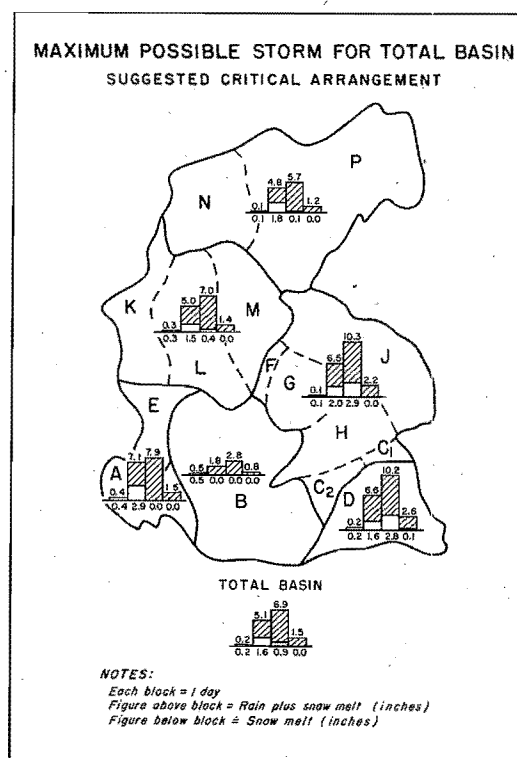 MAXIMUM POSSIBLE STORM FOR TOTAL BASIN
SUGGESTED CRITICAL ARRANGEMENT
P
N
0.1 4.8 5.7 1.2
0.1 1.8 0.1 0.0
K
M
L
0.3 5.0 7.0 1.4
0.3 1.5 0.4 0.0
J
F
G
H
0.1 6.5 10.3 2.2
0.1 2.0 2.9 0.0
C1
E
A
0.4 7.1 7.9 1.5
0.4 2.9 0.0 0.0
0.5 1.8 2.8 0.8
0.5 0.0 0.0 0.0
B
C2
D
0.2 6.6 10.2 2.6
0.2 1.6 2.8 0.1
TOTAL BASIN
0.2 5.1 6.9 1.5
0.2 1.6 0.9 0.0
NOTES:
Each block = 1 day
Figure above block = Rain plus snow melt (inches)
Figure below block = Snow melt (inches)